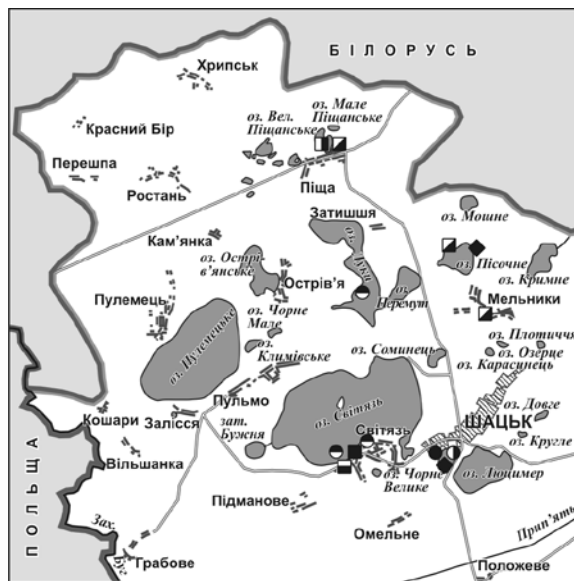 БІЛОРУСЬ
Хрипськ
оз. Мале
Піщанське
оз. Вел.
Піщанське
Красний Бір
Перешпа
Ростань
Піща
Затишшя
оз. Мошне
Кам'янка
оз. Остр-
в'янське
оз. Луки
оз. Пісочне
оз. Кримне
Острів'я
оз.
Перемут
Мельники
Пулемець
оз. Чорне
Мале
оз. Плотиччя
оз. Озерце
оз. Карасинець
оз. Пулемецьке
оз.
Климівське
оз. Соминець
Пульмо
оз. Світязь
оз. Довге
ШАЦЬК
Кошари
Залісся
зат.
Бужня
Світязь
оз. Кругле
ПОЛЬЩА
Вільшанка
оз. Чорне
Велике
оз. Люцимер
Підманове
Омельне
Зах.
Буг
Прип'ять
Грабове
Положеве